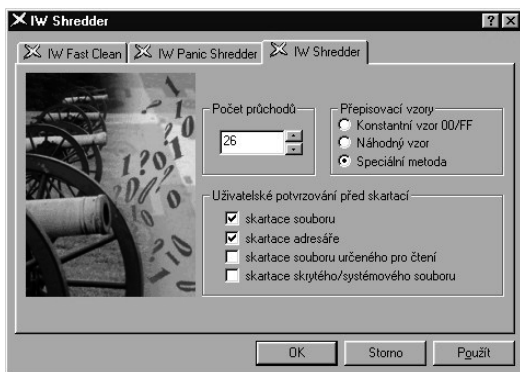 IW Shredder
IW Fast Clean
IW Panic Shredder
IW Shredder
Počet průchodů
26
Přepisovací vzory
Konstantní vzor 00/FF
Náhodný vzor
Speciální metoda
Uživatelské potvrzování před skartací
skartace souboru
skartace adresáře
skartace souboru určeného pro čtení
skartace skrytého/systémového souboru
OK
Storno
Použít